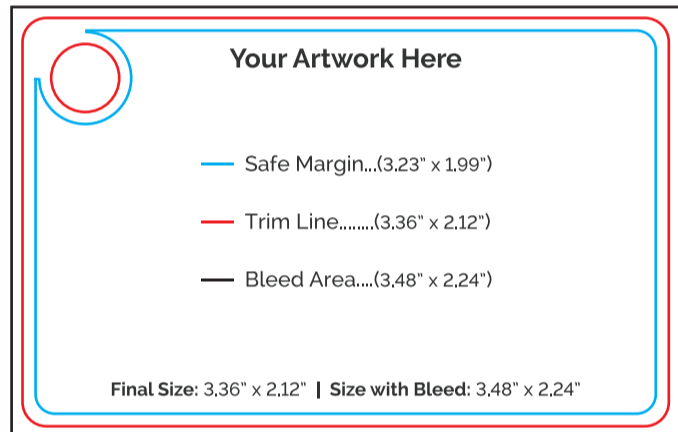 Your Artwork Here
Safe Margin...(3.23” x 1.99”)
Trim Line........(3.36” x 2.12”)
Bleed Area....(3.48” x 2.24”)
Final Size: 3.36” x 2.12” | Size with Bleed: 3.48” x 2.24”